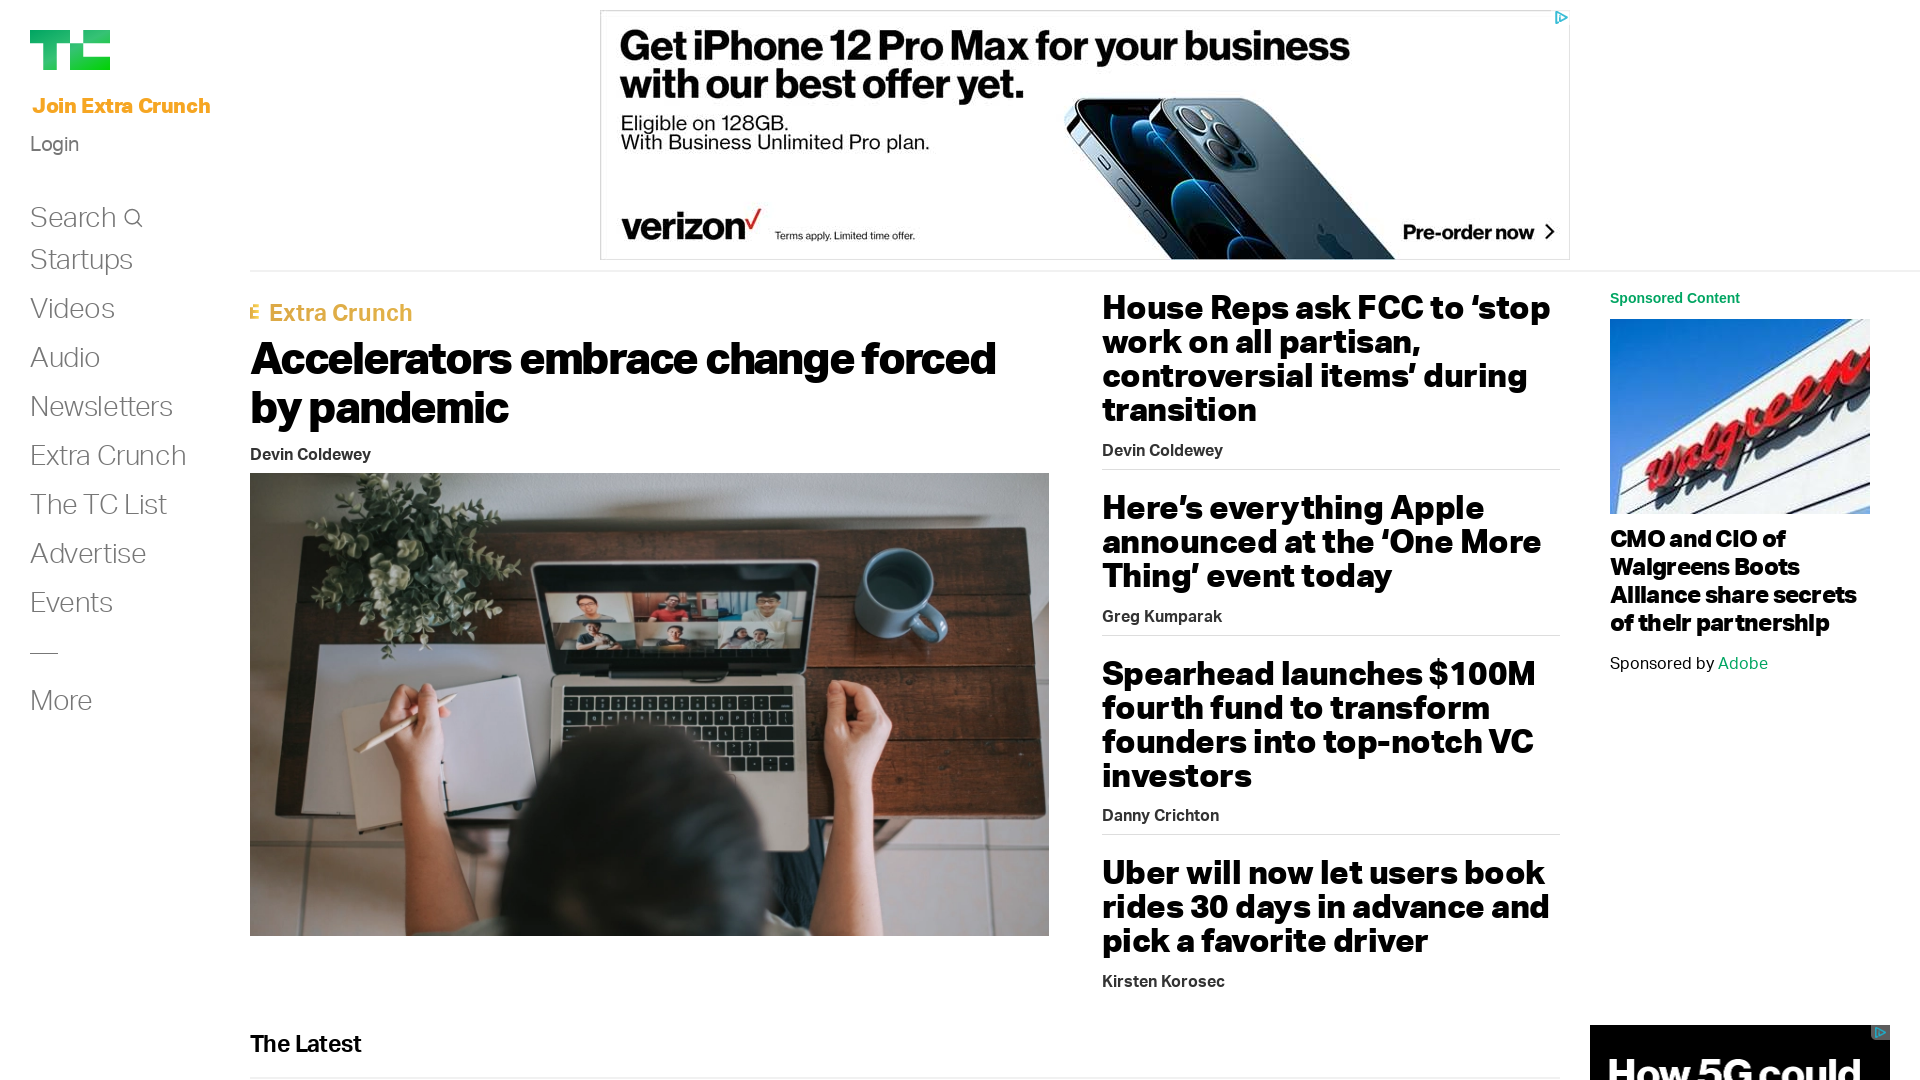 TC
Join Extra Crunch
Login
Search
Startups
Videos
Audio
Newsletters
Extra Crunch
The TC List
Advertise
Events
—
More
Get iPhone 12 Pro Max for your business
with our best offer yet.
Eligible on 128GB.
With Business Unlimited Pro plan.
verizon
Terms apply. Limited time offer.
Pre-order now
Extra Crunch
Accelerators embrace change forced
by pandemic
Devin Coldewey
House Reps ask FCC to ‘stop
work on all partisan,
controversial items’ during
transition
Devin Coldewey
Here’s everything Apple
announced at the ‘One More
Thing’ event today
Greg Kumparak
Spearhead launches $100M
fourth fund to transform
founders into top-notch VC
investors
Danny Crichton
Uber will now let users book
rides 30 days in advance and
pick a favorite driver
Kirsten Korosec
Sponsored Content
Walgreens
CMO and CIO of
Walgreens Boots
Alliance share secrets
of their partnership
Sponsored by Adobe
The Latest
How 5G could